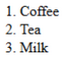 1. Coffee
2. Tea
3. Milk